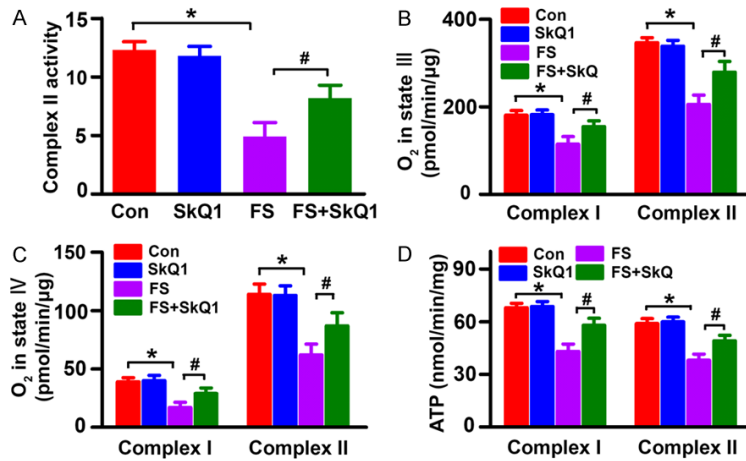 A
Complex II activity
15
10
5
0
*
#
Con SkQ1 FS FS+SkQ1
B
O2 in state III
(pmol/min/μg)
400
200
0
Con
SkQ1
FS
FS+SkQ
*
#
*
#
Complex I Complex II
C
O2 in state IV
(pmol/min/μg)
150
100
50
0
Con
SkQ1
FS
FS+SkQ1
*
#
*
#
Complex I Complex II
D
ATP (nmol/min/mg)
90
60
30
0
Con FS
SkQ1 FS+SkQ
*
#
*
#
Complex I Complex II